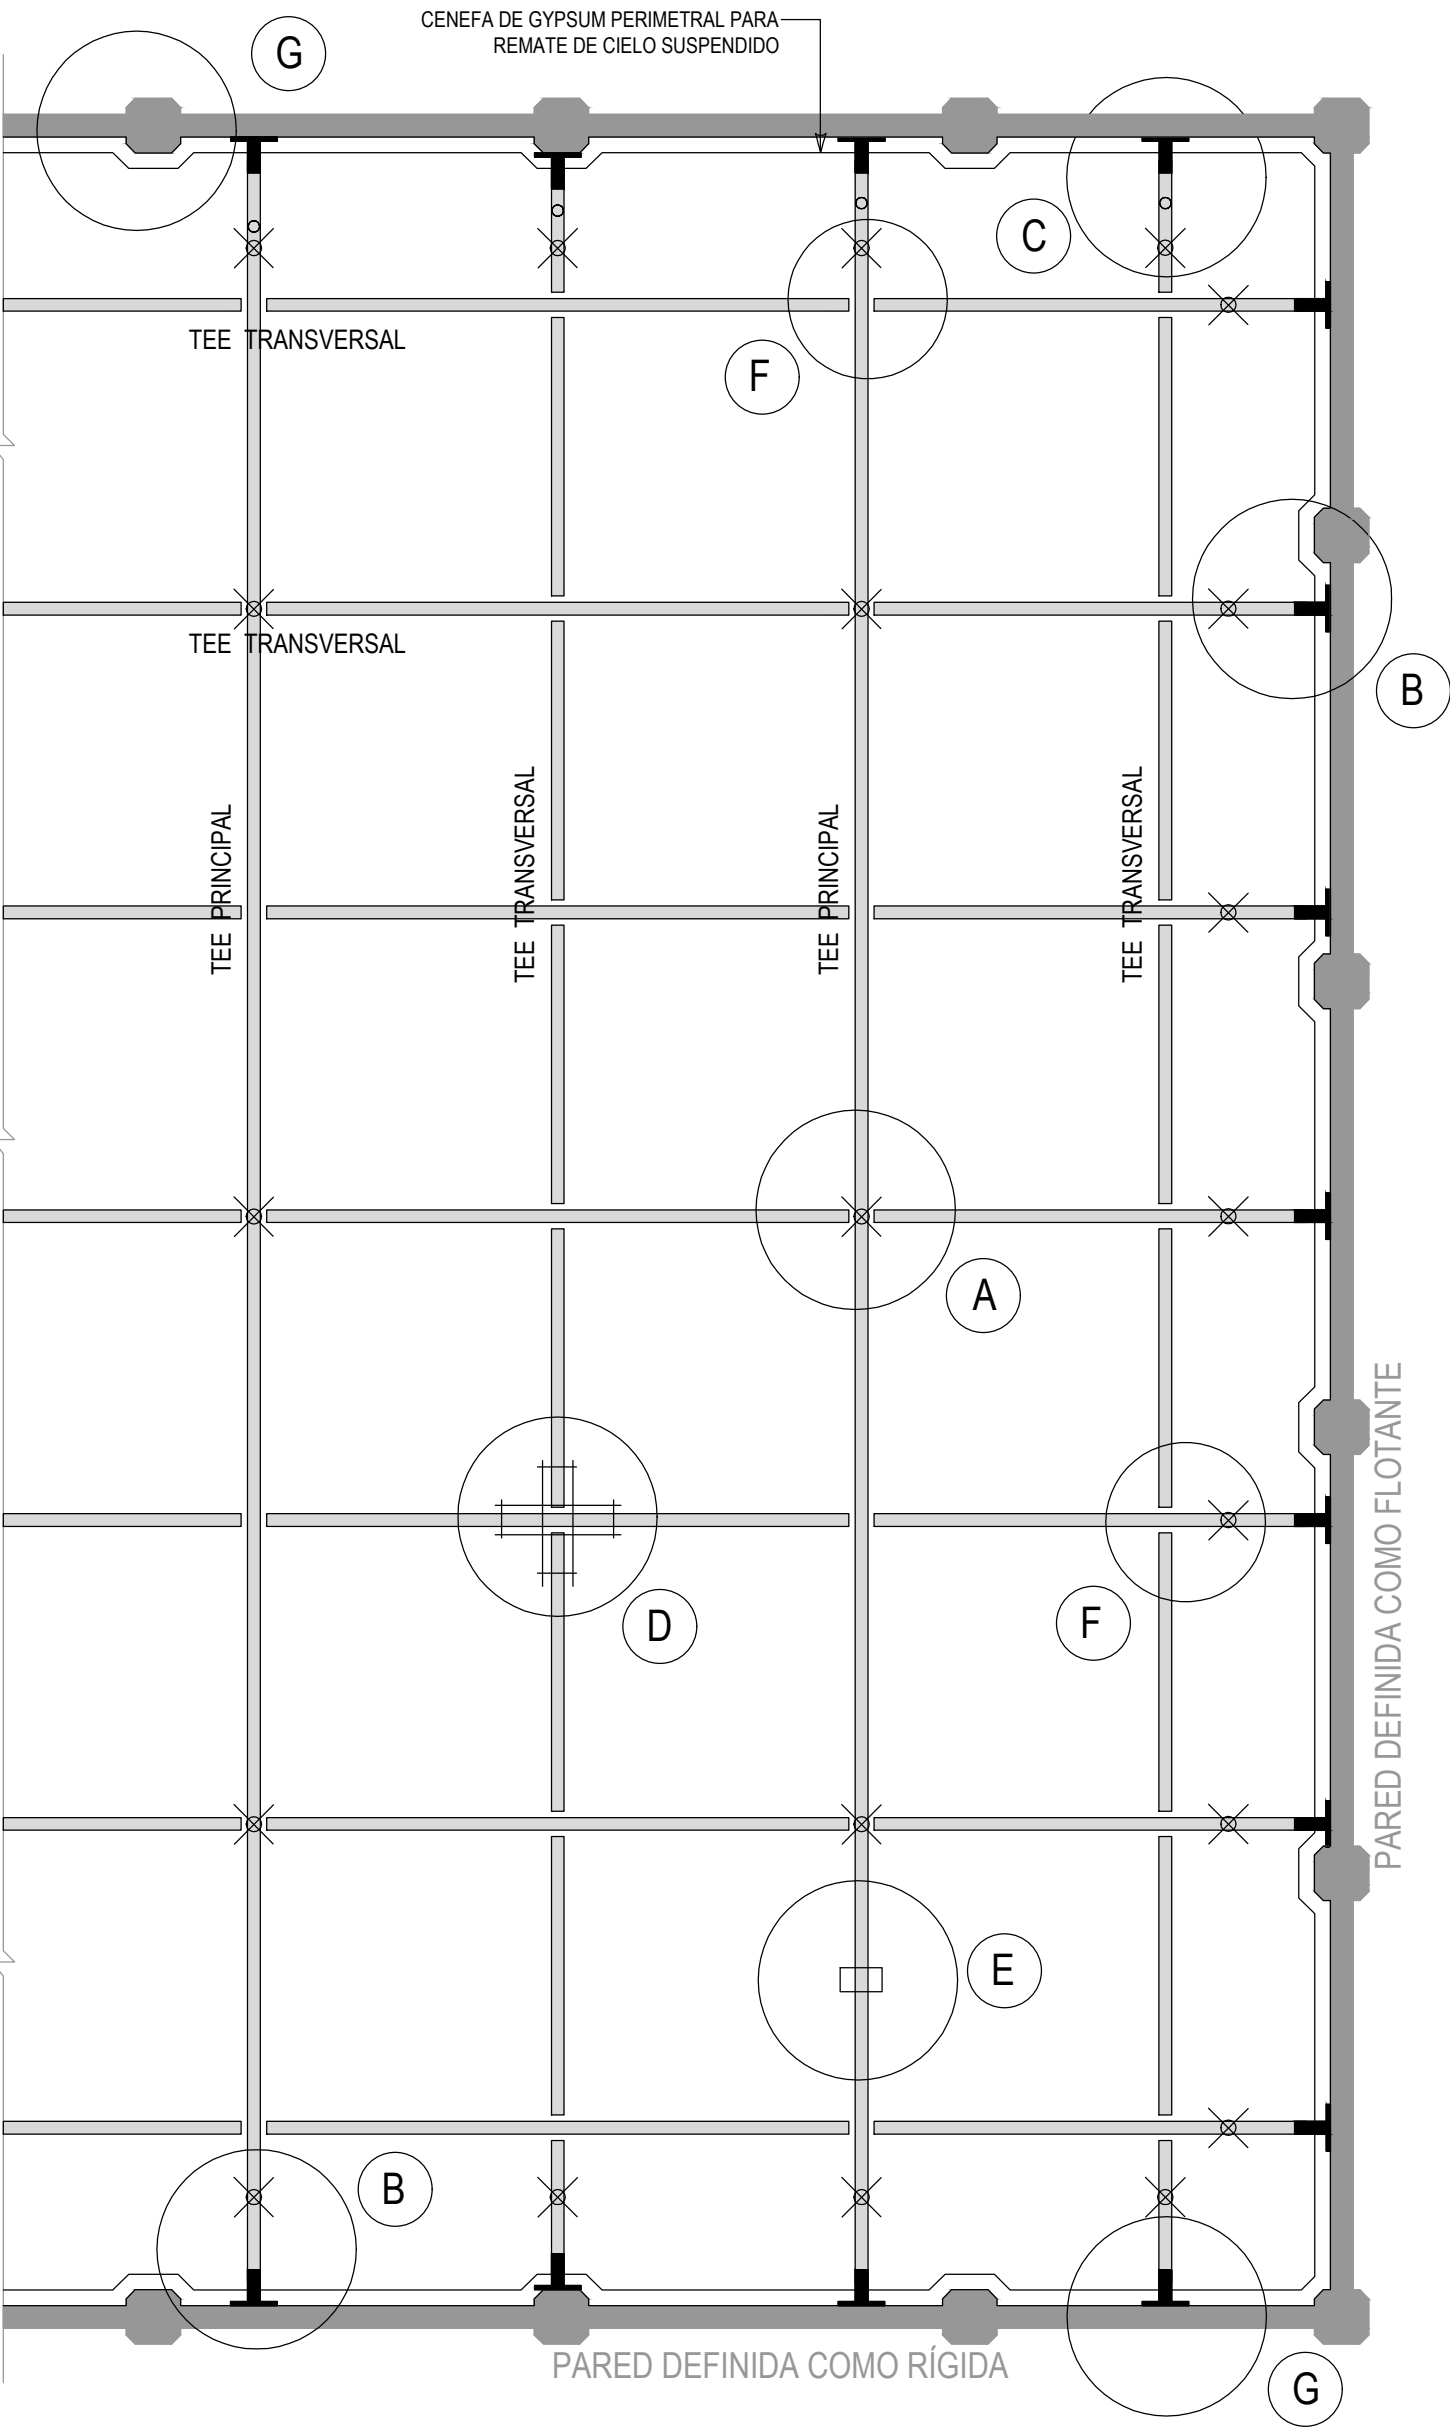 CENEFA DE GYPSUM PERIMETRAL PARA
REMATE DE CIELO SUSPENDIDO
G
C
TEE TRANSVERSAL
F
TEE TRANSVERSAL
B
TEE PRINCIPAL
TEE TRANSVERSAL
TEE PRINCIPAL
TEE TRANSVERSAL
A
PARED DEFINIDA COMO FLOTANTE
D
F
E
B
PARED DEFINIDA COMO RÍGIDA
G